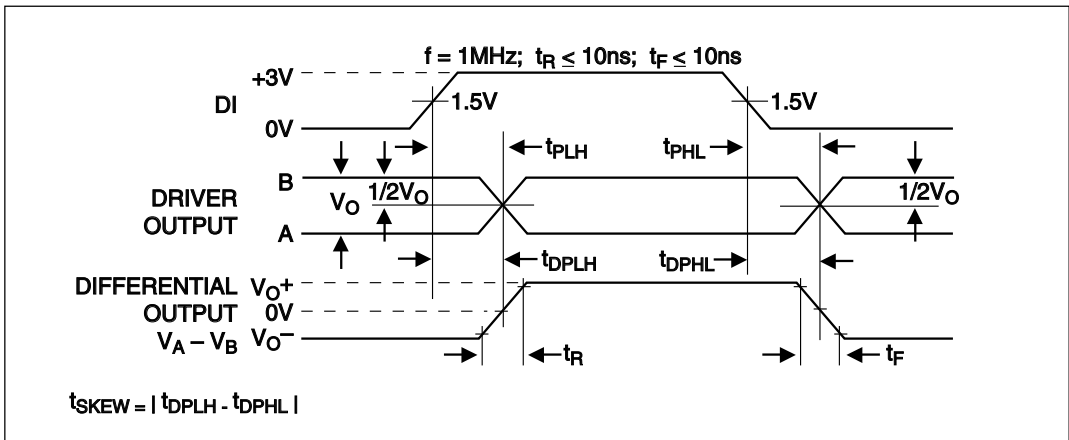 f = 1MHz; tR ≤ 10ns; tF ≤ 10ns
+3V
DI
1.5V
1.5V
0V
tPLH
tPHL
B
DRIVER
OUTPUT
VO
1/2VO
1/2VO
A
tDPLH
tDPHL
DIFFERENTIAL VO+
OUTPUT 0V
VA – VB VO–
tR
tF
tSKEW = | tDPLH - tDPHL |